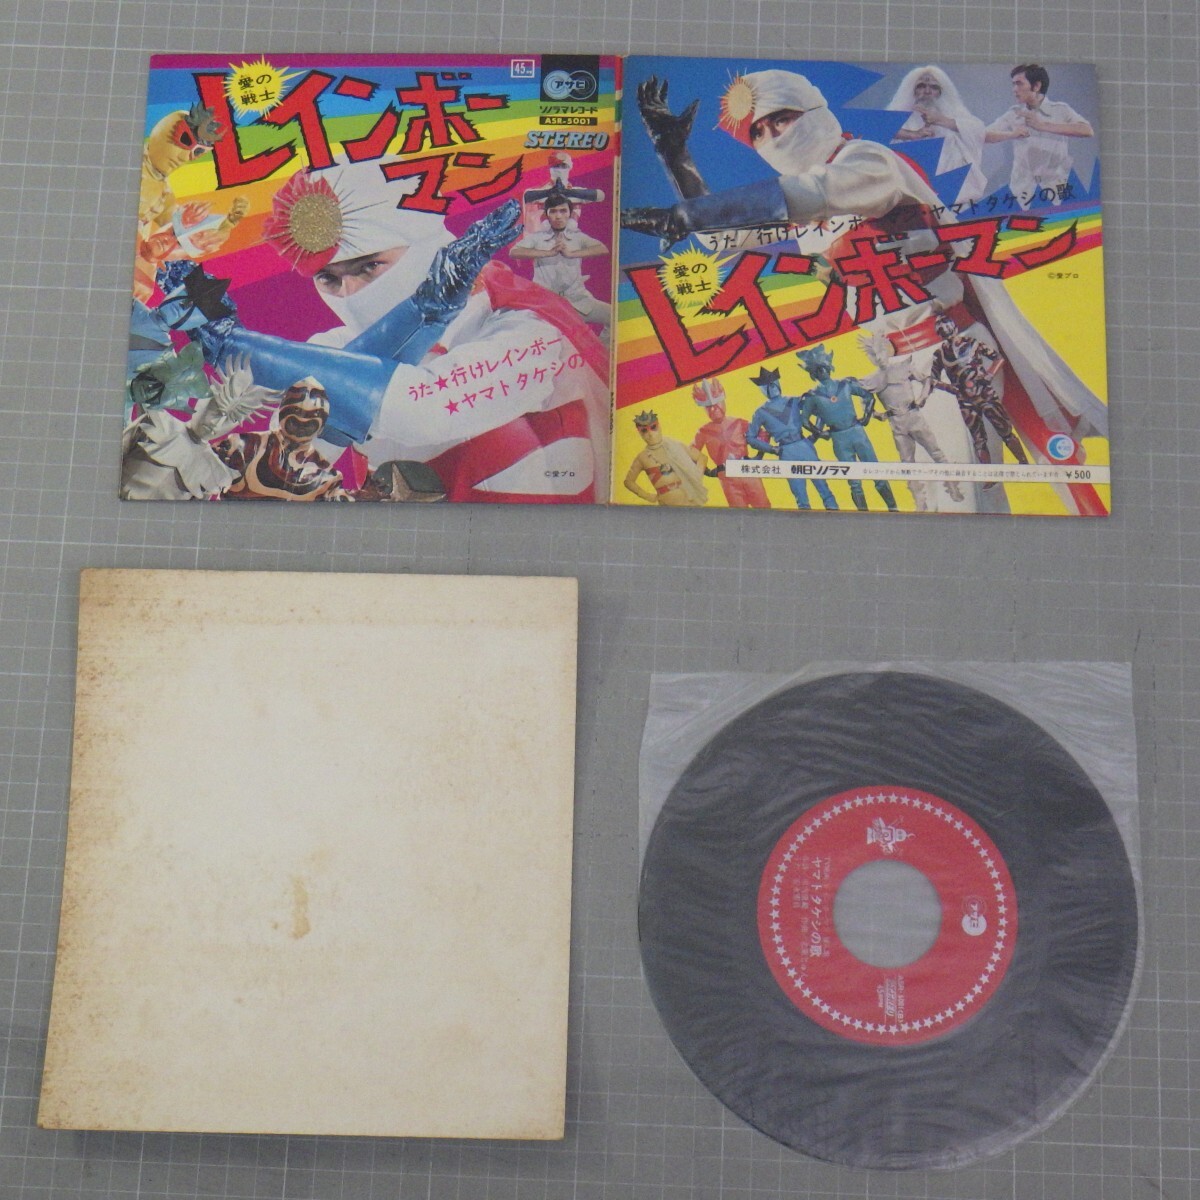 愛の
戦士
レインボー
マン
45
アサヒ
ソノラマレコード
ASR-5001
STEREO
うた★行けレインボー
★ヤマトタケシの
©愛プロ
うた/行けレインボ
ヤマトタケシの歌
愛の
戦士
レインボーマン
©愛プロ
株式会社 朝日ソノラマ
¥500
アサヒ
ヤマトタケシの歌